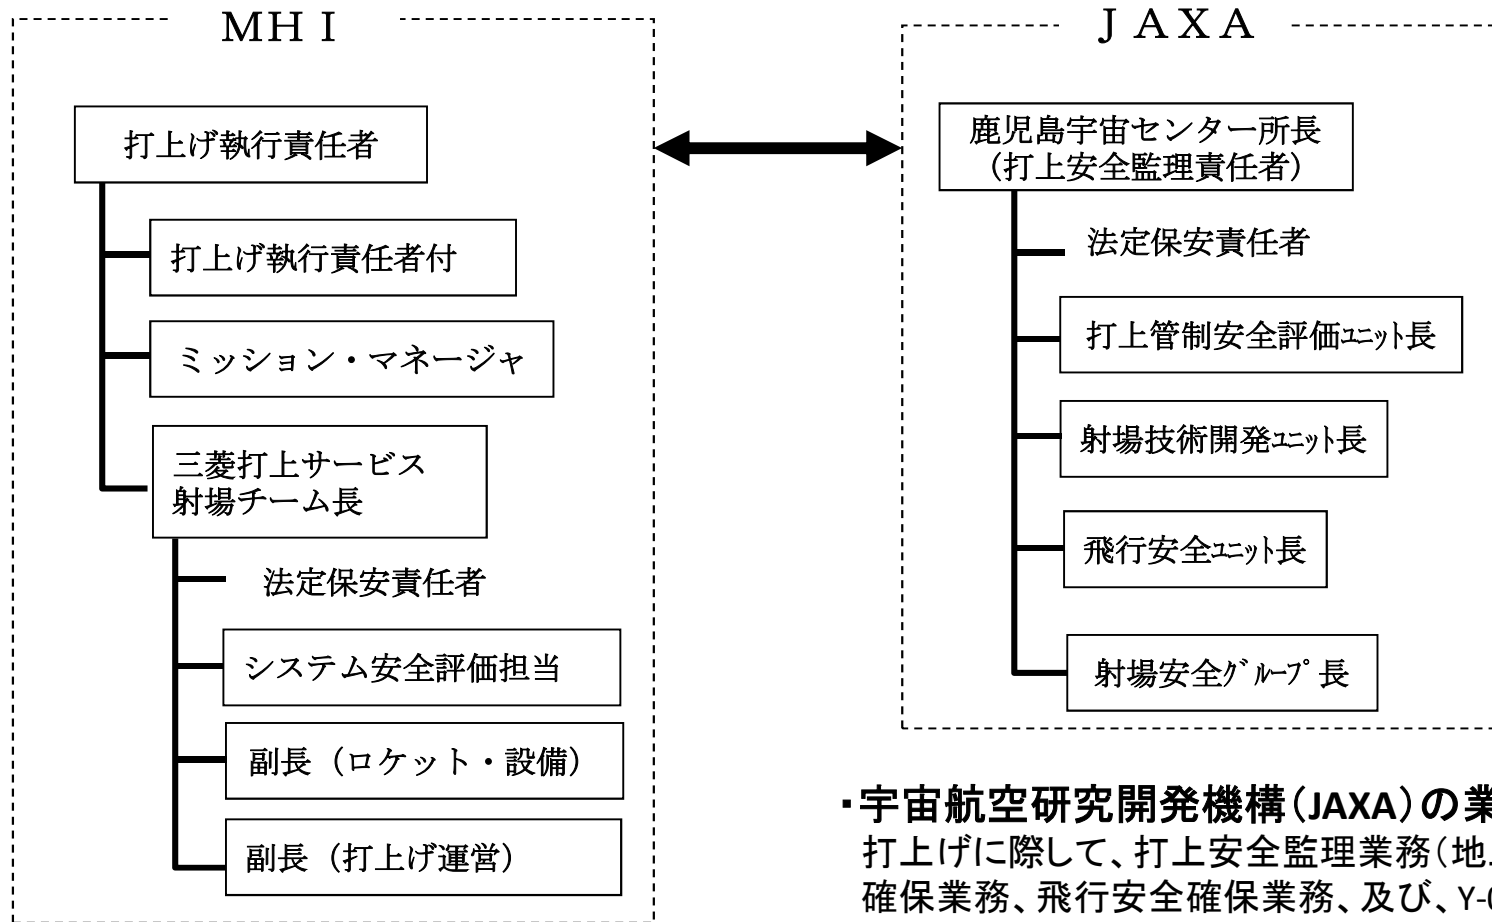 MHI
打上げ執行責任者
打上げ執行責任者付
ミッション・マネージャ
三菱打上サービス
射場チーム長
法定保安責任者
システム安全評価担当
副長（ロケット・設備）
副長（打上げ運営）
JAXA
鹿児島宇宙センター所長
（打上安全監理責任者）
法定保安責任者
打上管制安全評価ﾕﾆｯﾄ長
射場技術開発ﾕﾆｯﾄ長
飛行安全ﾕﾆｯﾄ長
射場安全ｸﾞﾙｰﾌﾟ長
・宇宙航空研究開発機構（JAXA）の業
打上げに際して、打上安全監理業務（地
確保業務、飛行安全確保業務、及び、Y-